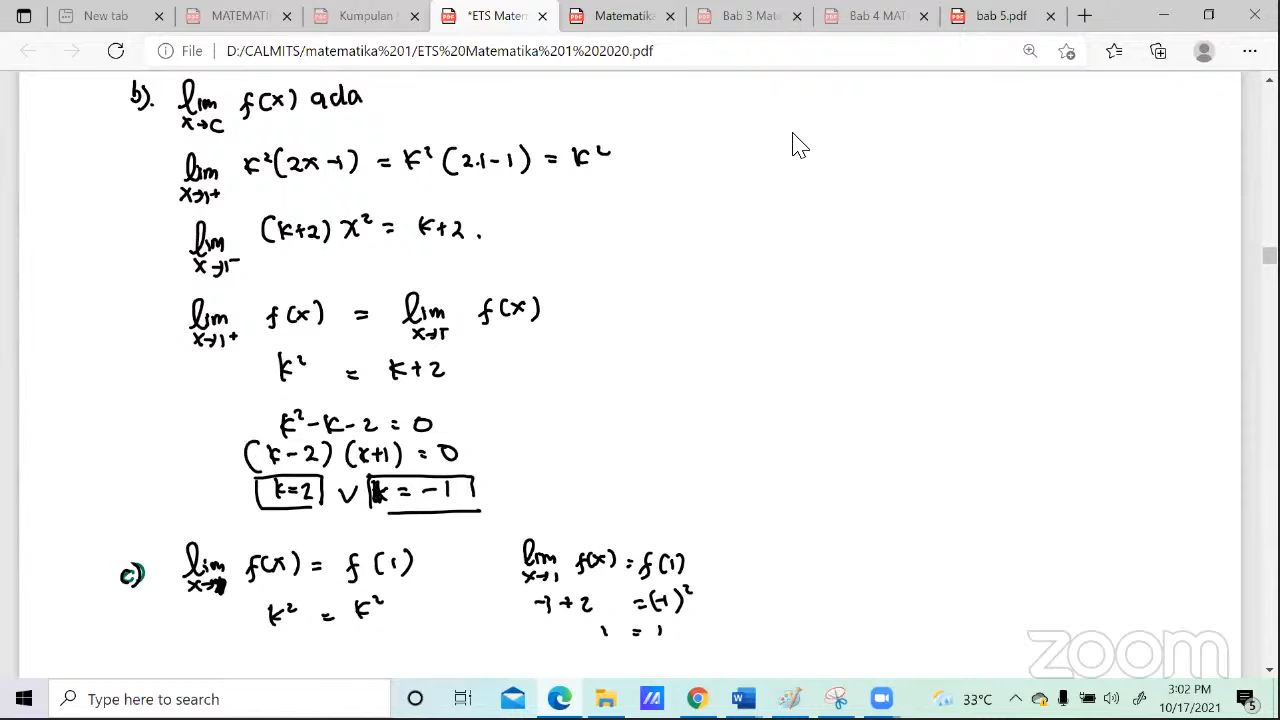 New tab
MATEMATI
Kumpulan
*ETS Matem
Matematika
Bab 3 Mate
Bab 4 MAT
bab 5.pdf
File D:/CALMITS/matematika%201/ETS%20Matematika%201%202020.pdf
b). lim x→c f(x) ada
lim x→1+ k²(2x-1) = k²(2.1-1) = k²
lim x→1- (k+2) x² = k+2.
lim x→1+ f(x) = lim x→1- f(x)
k² = k+2
k²-k-2=0
(k-2) (x+1) =0
k=2 ∨ k = -1
c) lim f(x) = f(1) lim x→1 f(x) = f(1)
k² = k² -1+2 =(-1)²
1 = 1
zoom
Type here to search
33°C
3:02 PM
10/17/2021
5